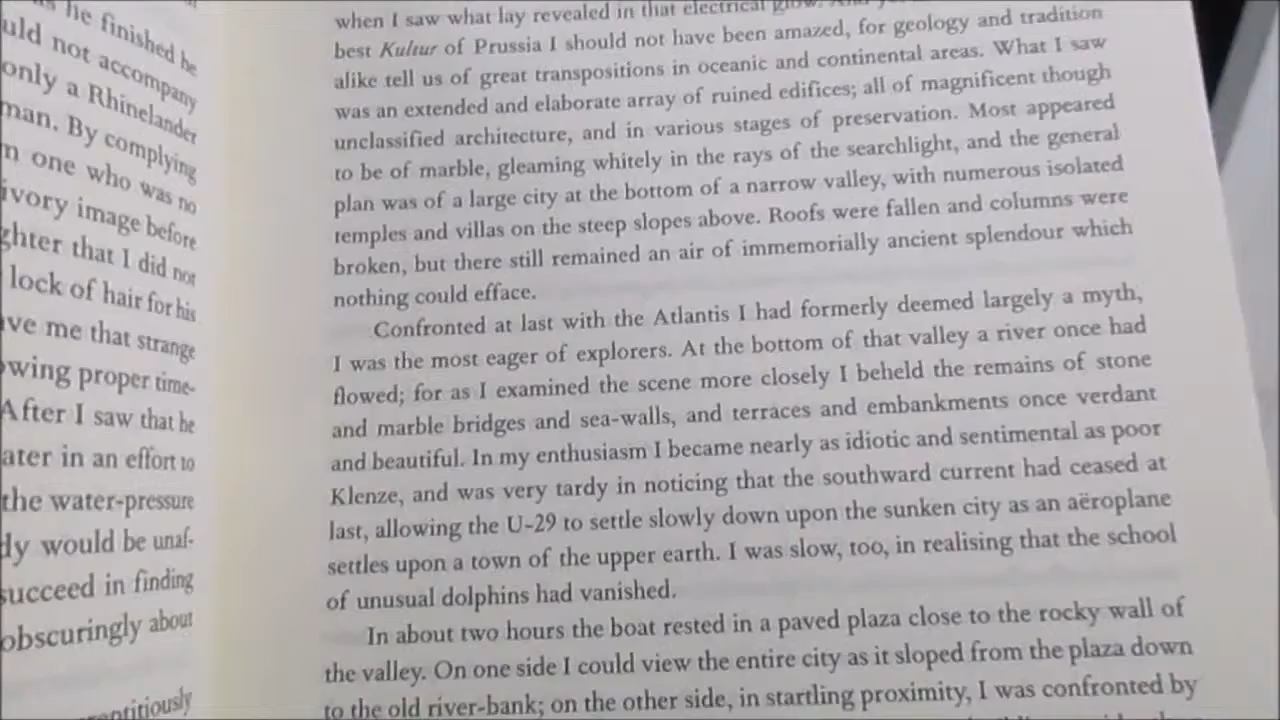 he finished he
uld not accompany
only a Rhinelander
man. By complying
n one who was no
ivory image before
ghter that I did not
lock of hair for his
ve me that strange
wing proper time-
After I saw that he
ater in an effort to
the water-pressure
ly would be unaf-
succeed in finding
obscuringly about
when I saw what lay revealed in that electrical glow.
best Kultur of Prussia I should not have been amazed, for geology and tradition
alike tell us of great transpositions in oceanic and continental areas. What I saw
was an extended and elaborate array of ruined edifices; all of magnificent though
unclassified architecture, and in various stages of preservation. Most appeared
to be of marble, gleaming whitely in the rays of the searchlight, and the general
plan was of a large city at the bottom of a narrow valley, with numerous isolated
temples and villas on the steep slopes above. Roofs were fallen and columns were
broken, but there still remained an air of immemorially ancient splendour which
nothing could efface.
Confronted at last with the Atlantis I had formerly deemed largely a myth,
I was the most eager of explorers. At the bottom of that valley a river once had
flowed; for as I examined the scene more closely I beheld the remains of stone
and marble bridges and sea-walls, and terraces and embankments once verdant
and beautiful. In my enthusiasm I became nearly as idiotic and sentimental as poor
Klenze, and was very tardy in noticing that the southward current had ceased at
last, allowing the U-29 to settle slowly down upon the sunken city as an aëroplane
settles upon a town of the upper earth. I was slow, too, in realising that the school
of unusual dolphins had vanished.
In about two hours the boat rested in a paved plaza close to the rocky wall of
the valley. On one side I could view the entire city as it sloped from the plaza down
to the old river-bank; on the other side, in startling proximity, I was confronted by